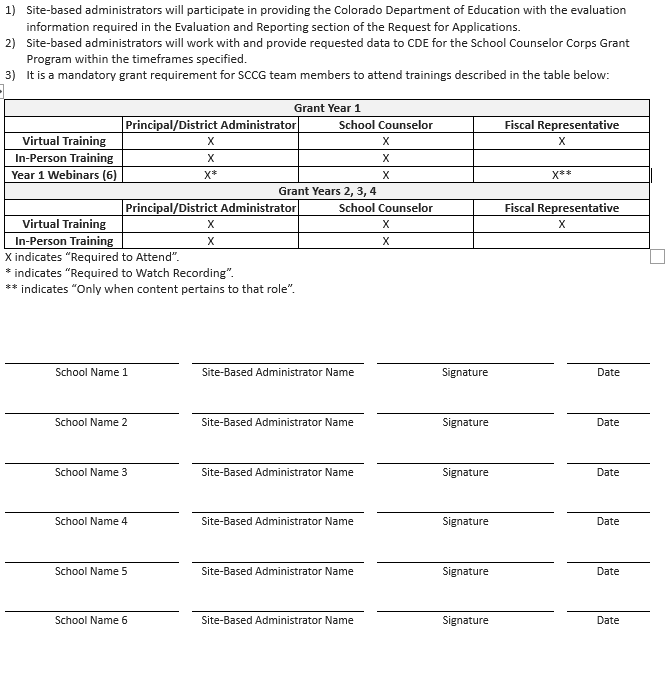 1) Site-based administrators will participate in providing the Colorado Department of Education with the evaluation
information required in the Evaluation and Reporting section of the Request for Applications.
2) Site-based administrators will work with and provide requested data to CDE for the School Counselor Corps Grant
Program within the timeframes specified.
3) It is a mandatory grant requirement for SCCG team members to attend trainings described in the table below:
Grant Year 1
Principal/District Administrator School Counselor Fiscal Representative
Virtual Training X X X
In-Person Training X X
Year 1 Webinars (6) X* X X**
Grant Years 2, 3, 4
Principal/District Administrator School Counselor Fiscal Representative
Virtual Training X X X
In-Person Training X X
X indicates “Required to Attend”.
* indicates “Required to Watch Recording”.
** indicates “Only when content pertains to that role”.
School Name 1 Site-Based Administrator Name Signature Date
School Name 2 Site-Based Administrator Name Signature Date
School Name 3 Site-Based Administrator Name Signature Date
School Name 4 Site-Based Administrator Name Signature Date
School Name 5 Site-Based Administrator Name Signature Date
School Name 6 Site-Based Administrator Name Signature Date